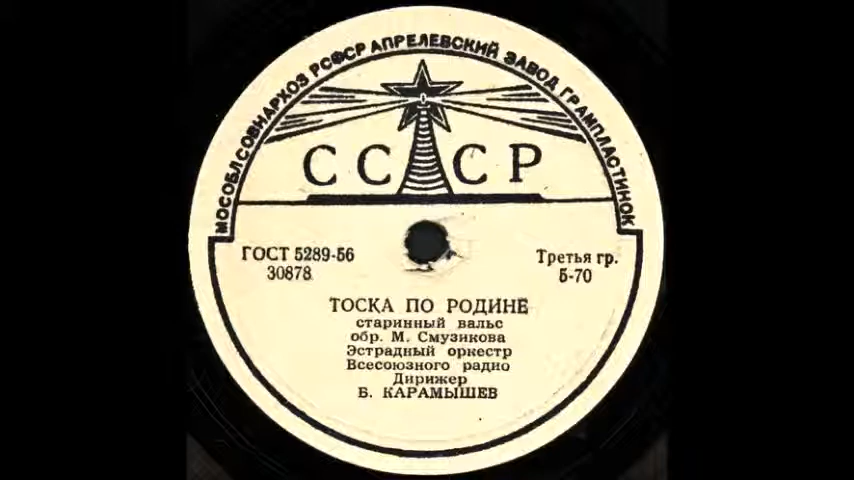 МОСОБЛСОВНАРХОЗ РСФСР АПРЕЛЕВСКИЙ ЗАВОД ГРАМПЛАСТИНОК
СССР
ГОСТ 5289-56
30878
Третья гр.
Б-70
ТОСКА ПО РОДИНЕ
старинный вальс
обр. М. Смузикова
Эстрадный оркестр
Всесоюзного радио
Дирижер
Б. КАРАМЫШЕВ